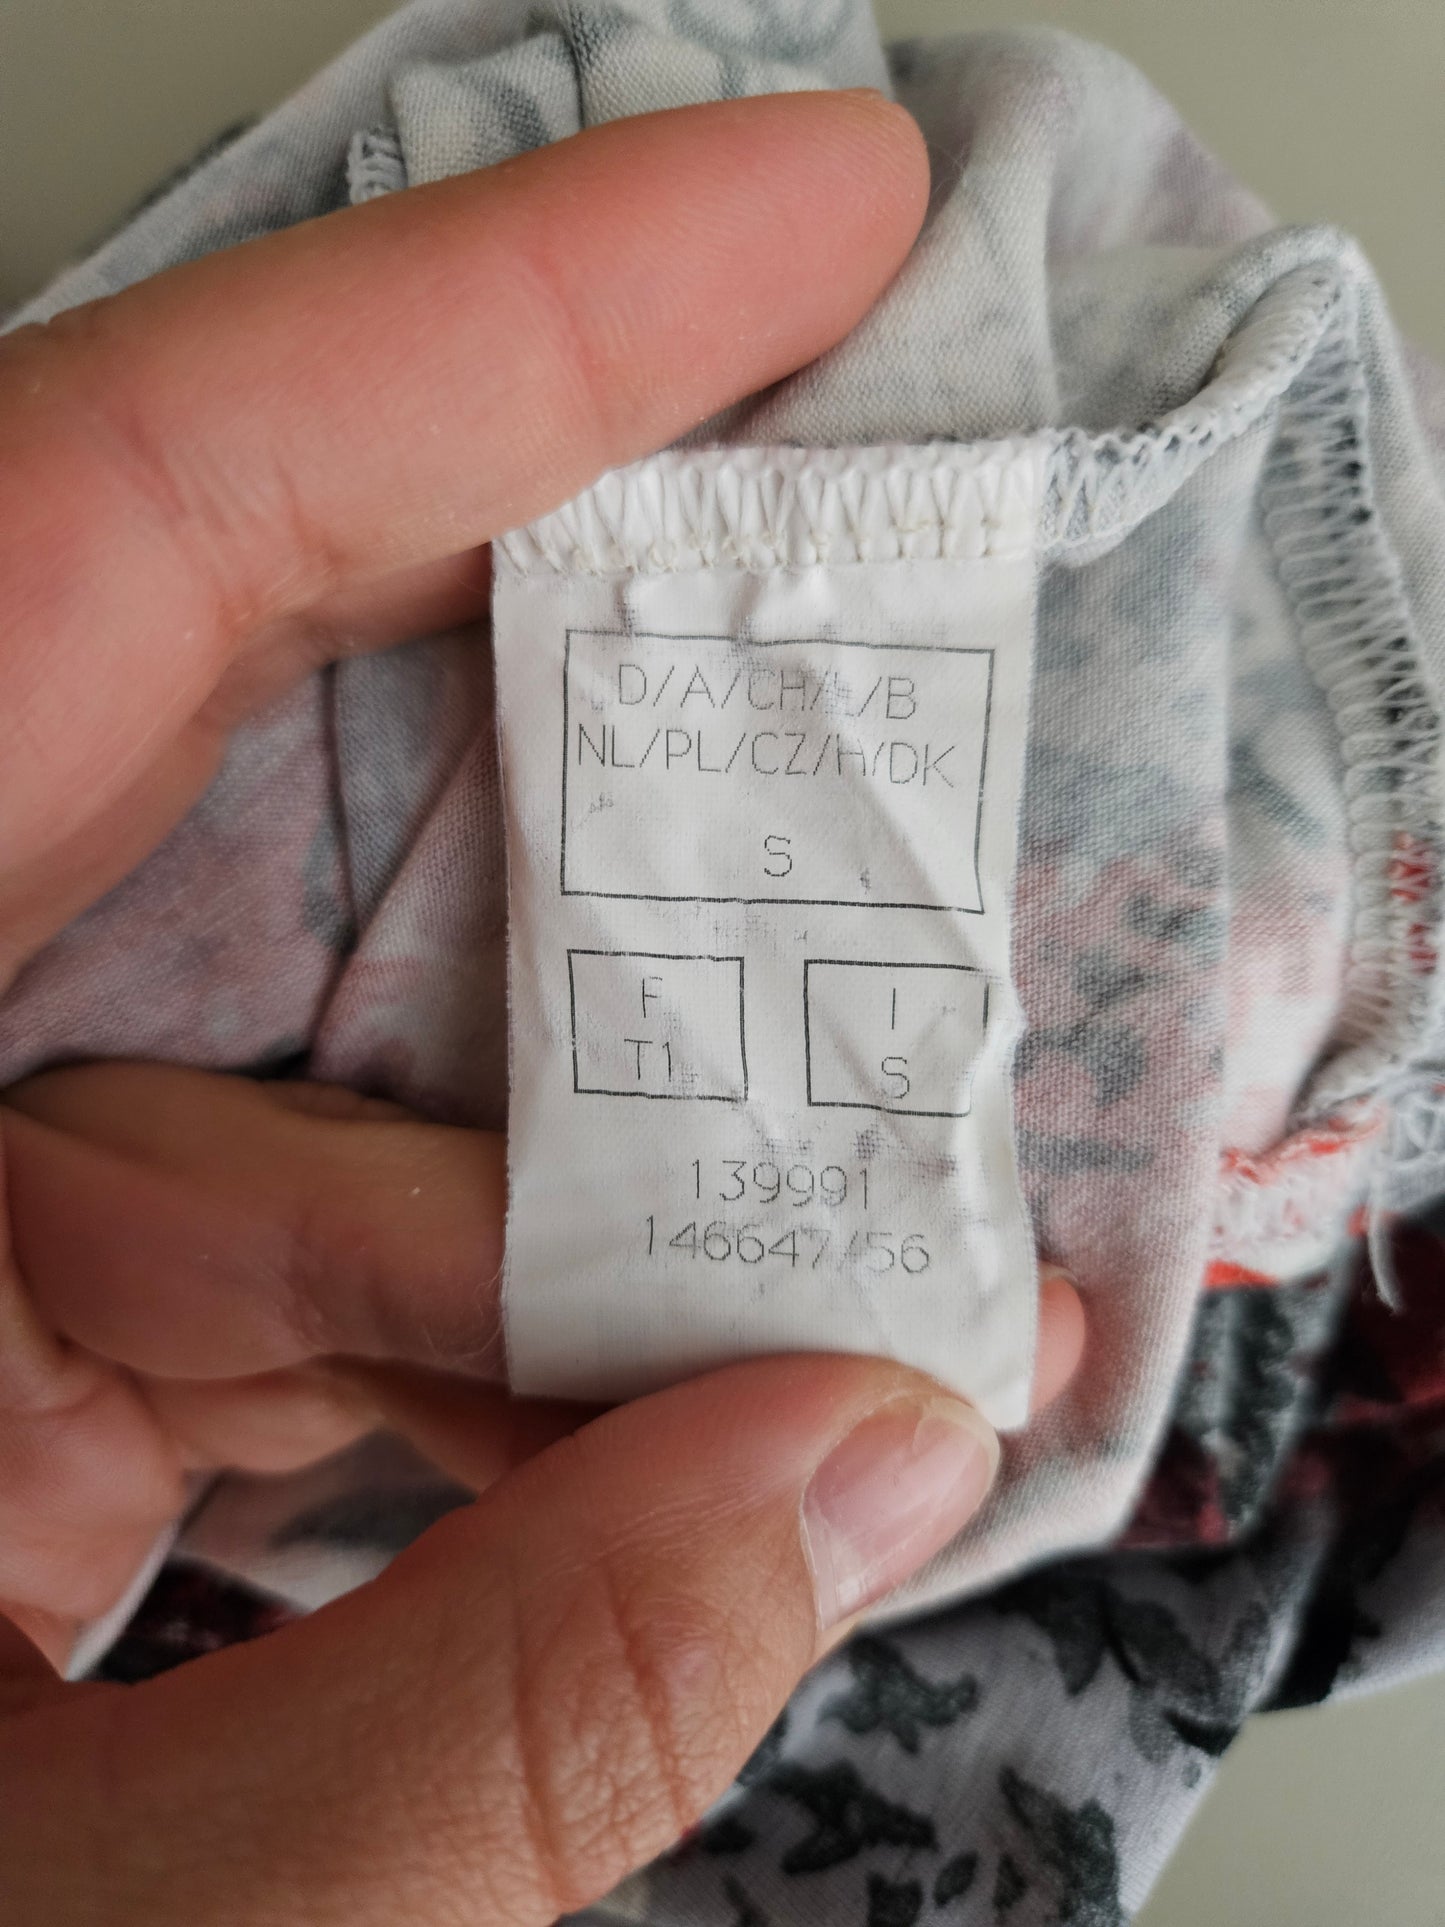 D/A/CH/L/B
NL/PL/CZ/H/DK
S
F
T1
I
S
139991
146647/56